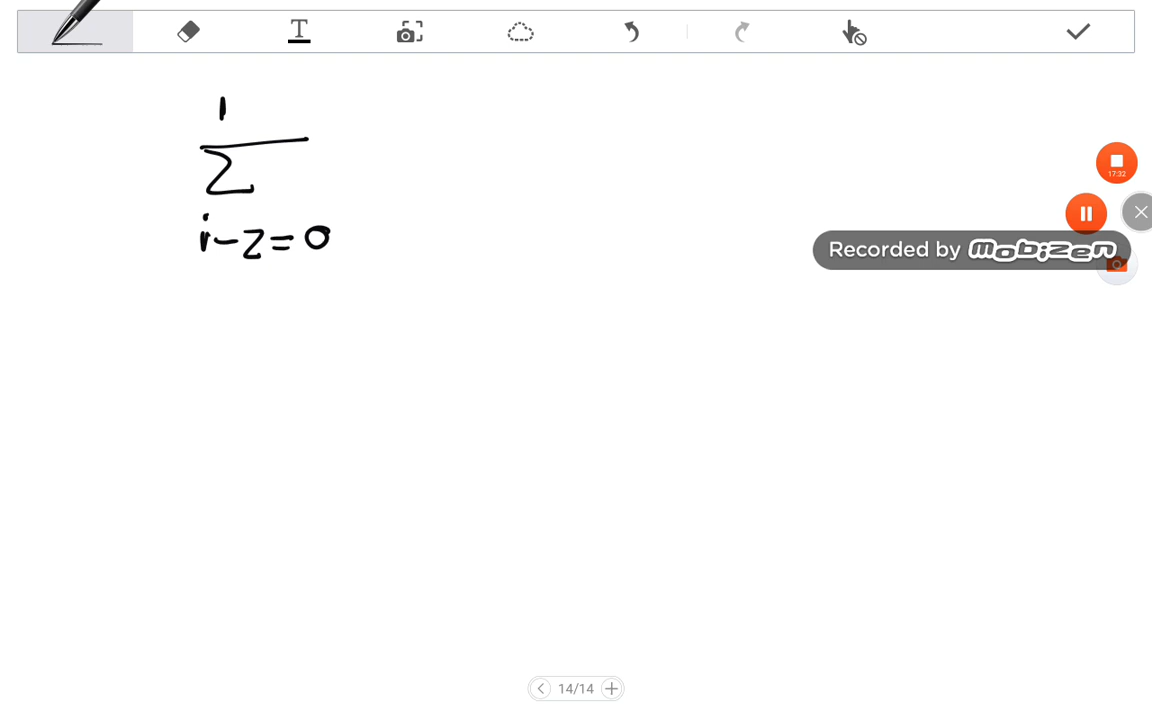 T
17:32
Recorded by mobizen
1
Σ
i-2=0
14/14